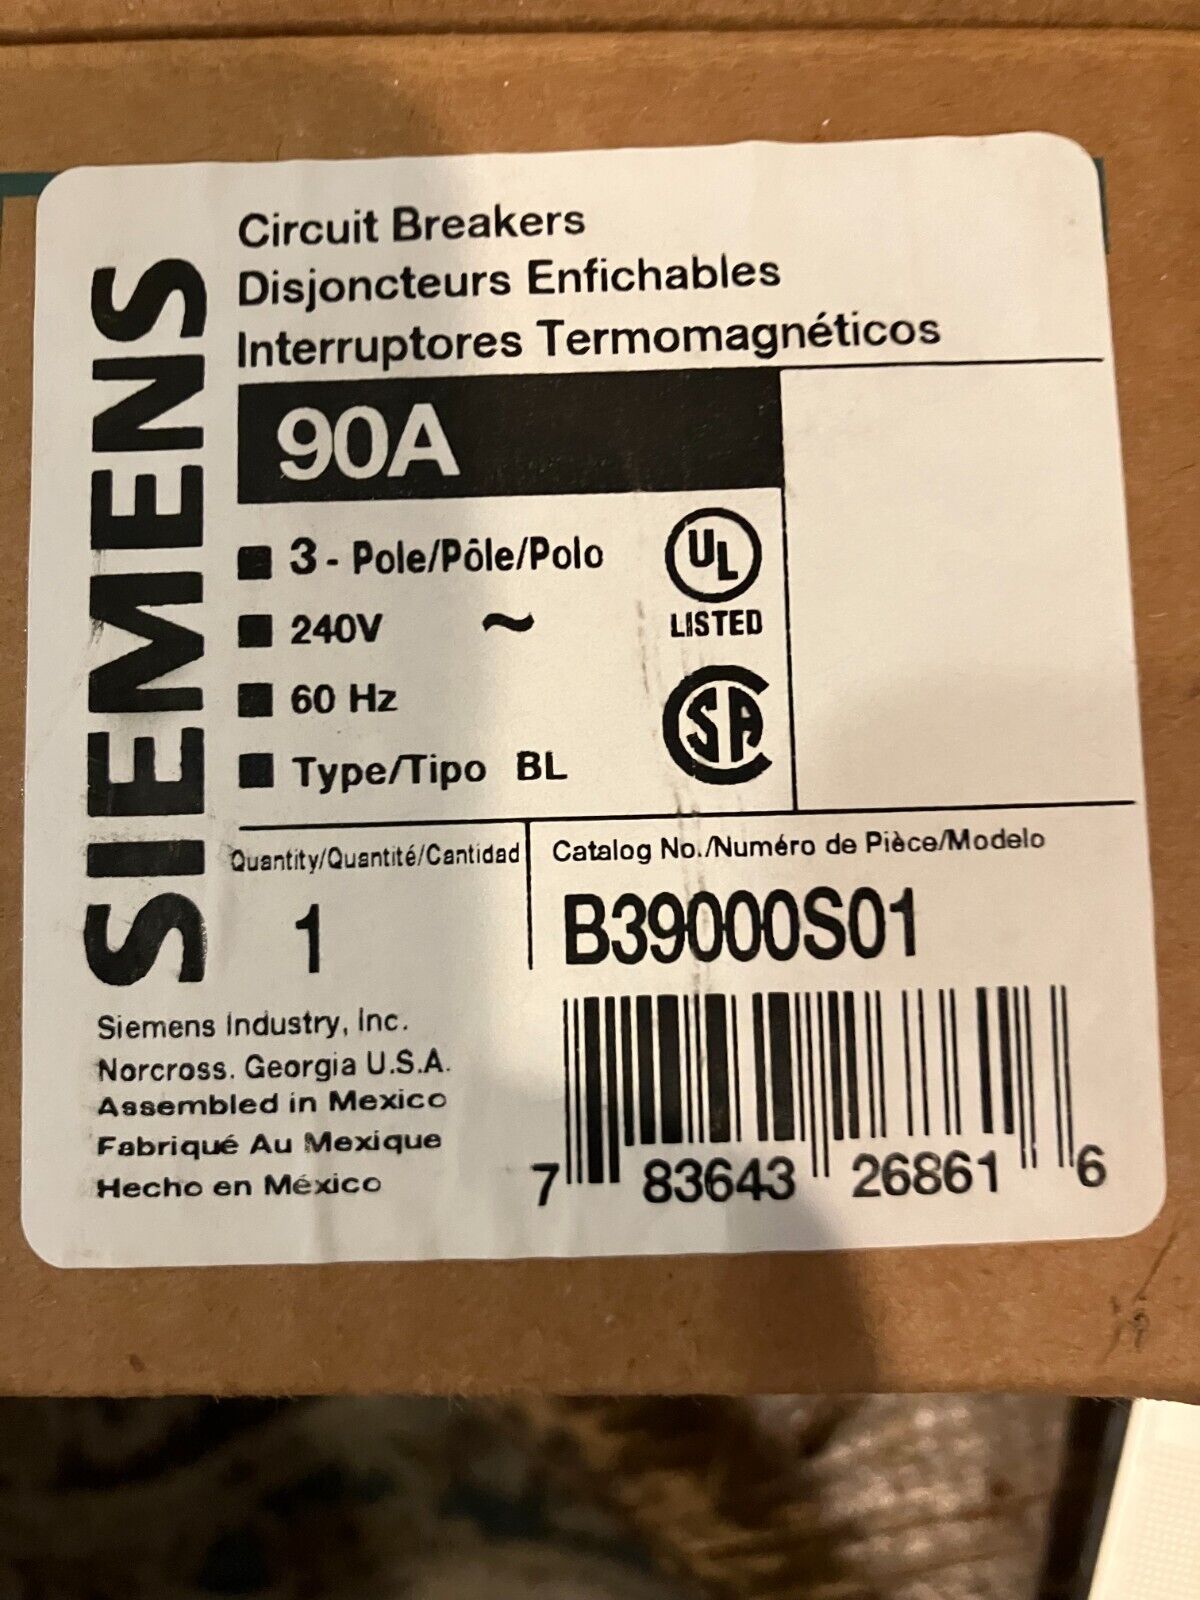 SIEMENS
Circuit Breakers
Disjoncteurs Enfichables
Interruptores Termomagnéticos
90A
■ 3 - Pole/Pôle/Polo
■ 240V ~
■ 60 Hz
■ Type/Tipo BL
UL
LISTED
SA
Quantity/Quantité/Cantidad
1
Catalog No./Numéro de Pièce/Modelo
B39000S01
Siemens Industry, Inc.
Norcross. Georgia U.S.A.
Assembled in Mexico
Fabriqué Au Mexique
Hecho en México
7 83643 26861 6